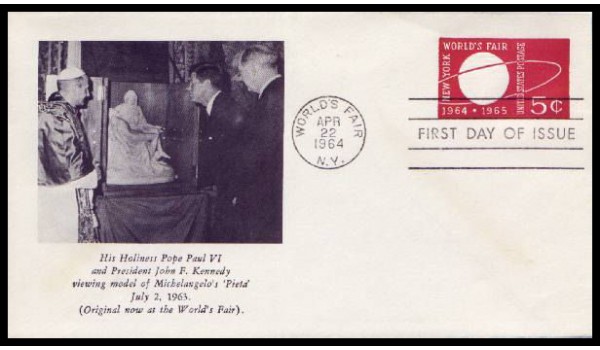 His Holiness Pope Paul VI
and President John F. Kennedy
viewing model of Michelangelo's 'Pieta'
July 2, 1963.
(Original now at the World's Fair).
WORLD'S FAIR
APR
22
1964
N.Y.
NEW YORK
WORLD'S FAIR
UNITED STATES POSTAGE
1964 • 1965
5¢
FIRST DAY OF ISSUE